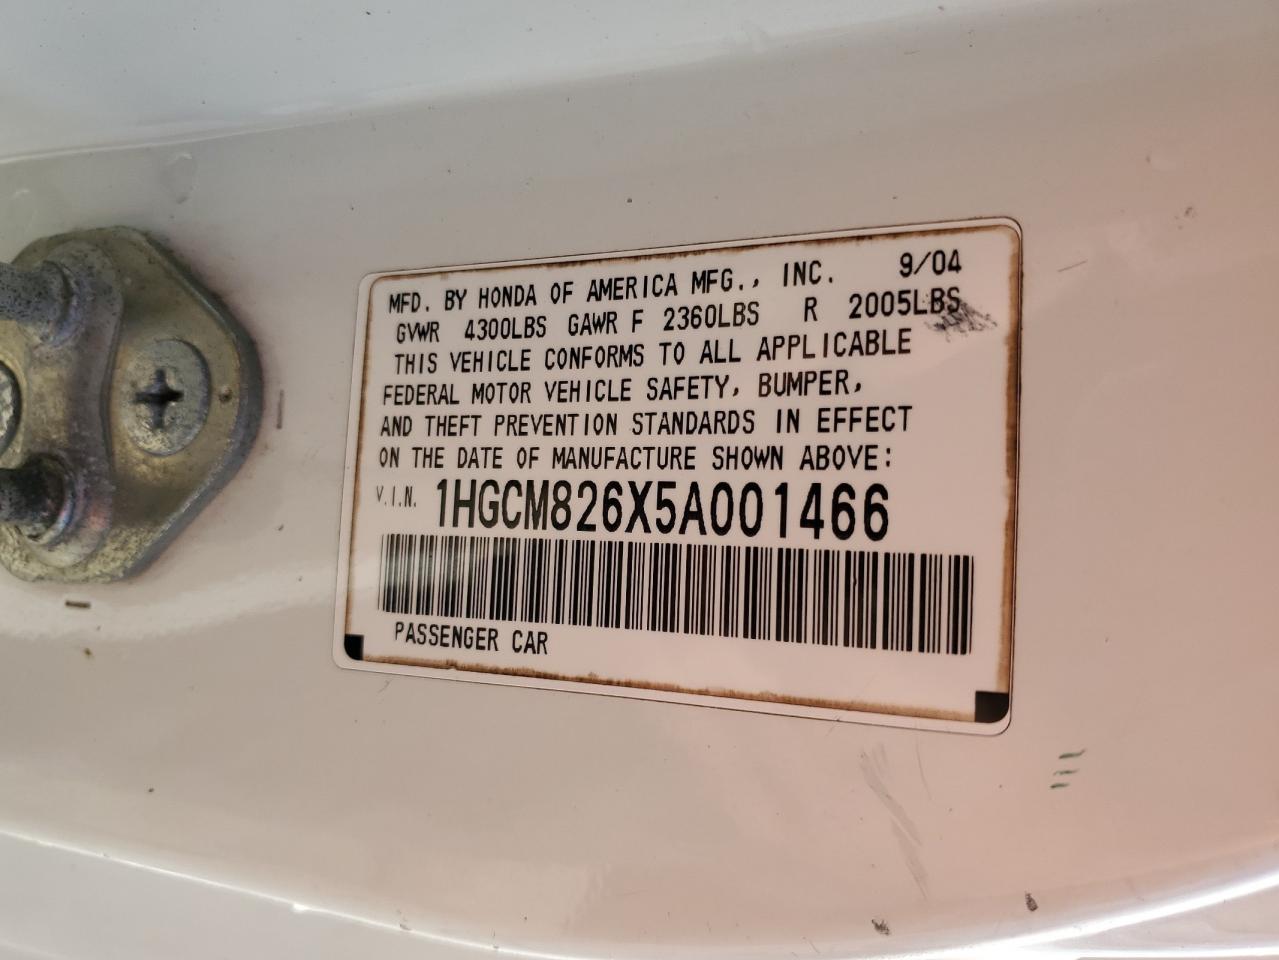 MFD. BY HONDA OF AMERICA MFG., INC. 9/04
GVWR 4300LBS GAWR F 2360LBS R 2005LBS
THIS VEHICLE CONFORMS TO ALL APPLICABLE
FEDERAL MOTOR VEHICLE SAFETY, BUMPER,
AND THEFT PREVENTION STANDARDS IN EFFECT
ON THE DATE OF MANUFACTURE SHOWN ABOVE:
V.I.N. 1HGCM826X5A001466
PASSENGER CAR